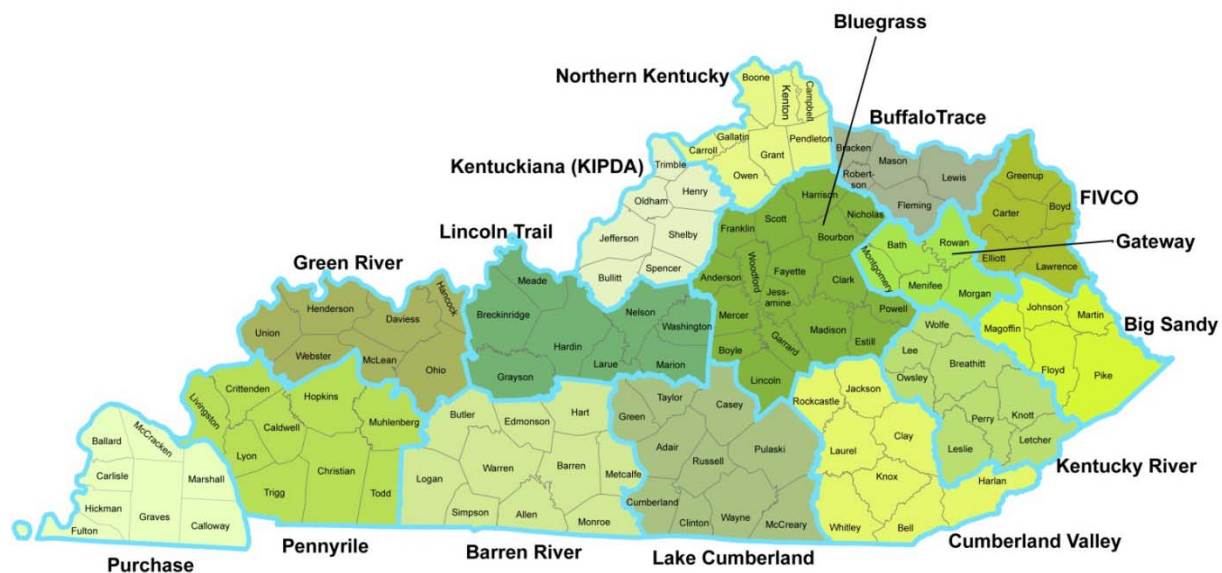 Bluegrass
Northern Kentucky
Boone
Kenton
Campbell
BuffaloTrace
Gallatin
Carroll
Grant
Pendleton
Owen
Bracken
Mason
Robert-
son
Lewis
Fleming
Greenup
FIVCO
Carter
Boyd
Elliott
Lawrence
Kentuckiana (KIPDA)
Trimble
Henry
Oldham
Jefferson
Shelby
Bullitt
Spencer
Harrison
Scott
Nicholas
Franklin
Bourbon
Woodford
Fayette
Anderson
Clark
Jess-
amine
Mercer
Powell
Madison
Estill
Boyle
Garrard
Lincoln
Gateway
Bath
Rowan
Montgomery
Menifee
Morgan
Lincoln Trail
Meade
Breckinridge
Nelson
Washington
Hardin
Larue
Marion
Grayson
Green River
Hancock
Henderson
Daviess
Union
Webster
McLean
Ohio
Big Sandy
Johnson
Martin
Magoffin
Floyd
Pike
Wolfe
Lee
Breathitt
Owsley
Perry
Knott
Leslie
Letcher
Kentucky River
Crittenden
Hopkins
Livingston
Caldwell
Muhlenberg
Lyon
Christian
Trigg
Todd
Pennyrile
Butler
Edmonson
Hart
Warren
Barren
Metcalfe
Logan
Simpson
Allen
Monroe
Barren River
Taylor
Casey
Green
Adair
Pulaski
Russell
Cumberland
Wayne
Clinton
McCreary
Lake Cumberland
Jackson
Rockcastle
Clay
Laurel
Knox
Harlan
Whitley
Bell
Cumberland Valley
Ballard
McCracken
Carlisle
Marshall
Hickman
Graves
Calloway
Fulton
Purchase